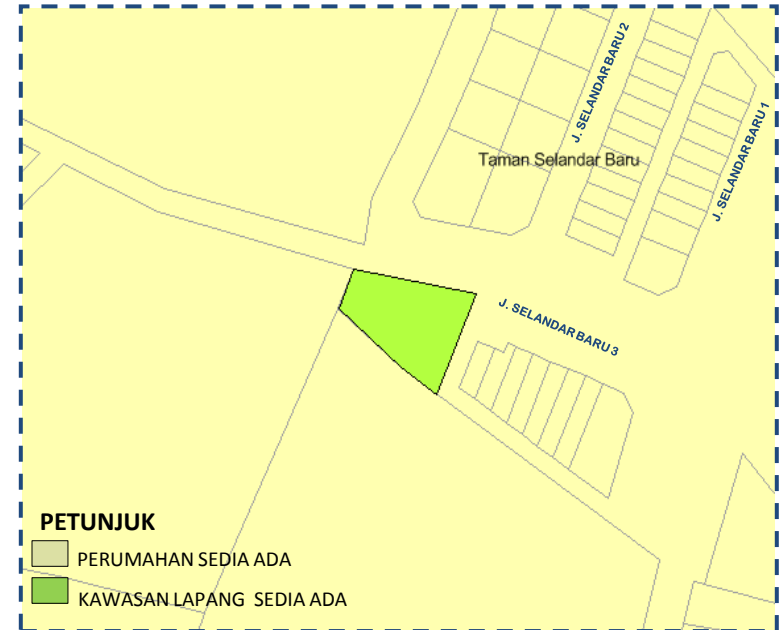 J. SELANDAR BARU 2
J. SELANDAR BARU 1
Taman Selandar Baru
J. SELANDAR BARU 3
PETUNJUK
PERUMAHAN SEDIA ADA
KAWASAN LAPANG SEDIA ADA